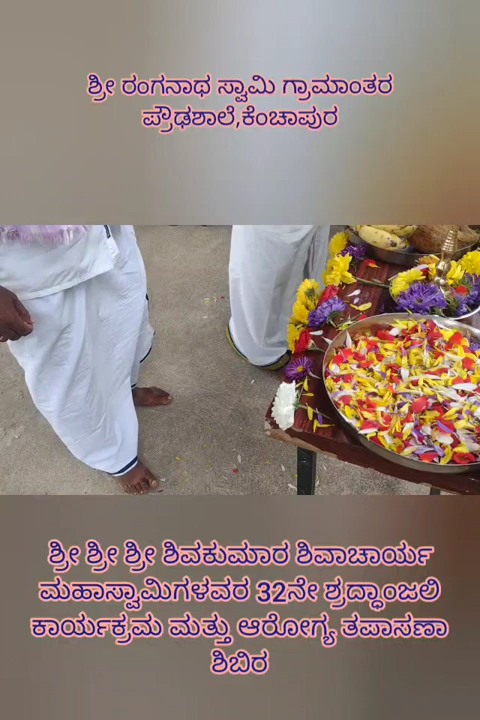 ಶ್ರೀ ರಂಗನಾಥ ಸ್ವಾಮಿ ಗ್ರಾಮಾಂತರ
ಪ್ರೌಢಶಾಲೆ,ಕೆಂಚಾಪುರ
ಶ್ರೀ ಶ್ರೀ ಶ್ರೀ ಶಿವಕುಮಾರ ಶಿವಾಚಾರ್ಯ
ಮಹಾಸ್ವಾಮಿಗಳವರ 32ನೇ ಶ್ರದ್ಧಾಂಜಲಿ
ಕಾರ್ಯಕ್ರಮ ಮತ್ತು ಆರೋಗ್ಯ ತಪಾಸಣಾ
ಶಿಬಿರ